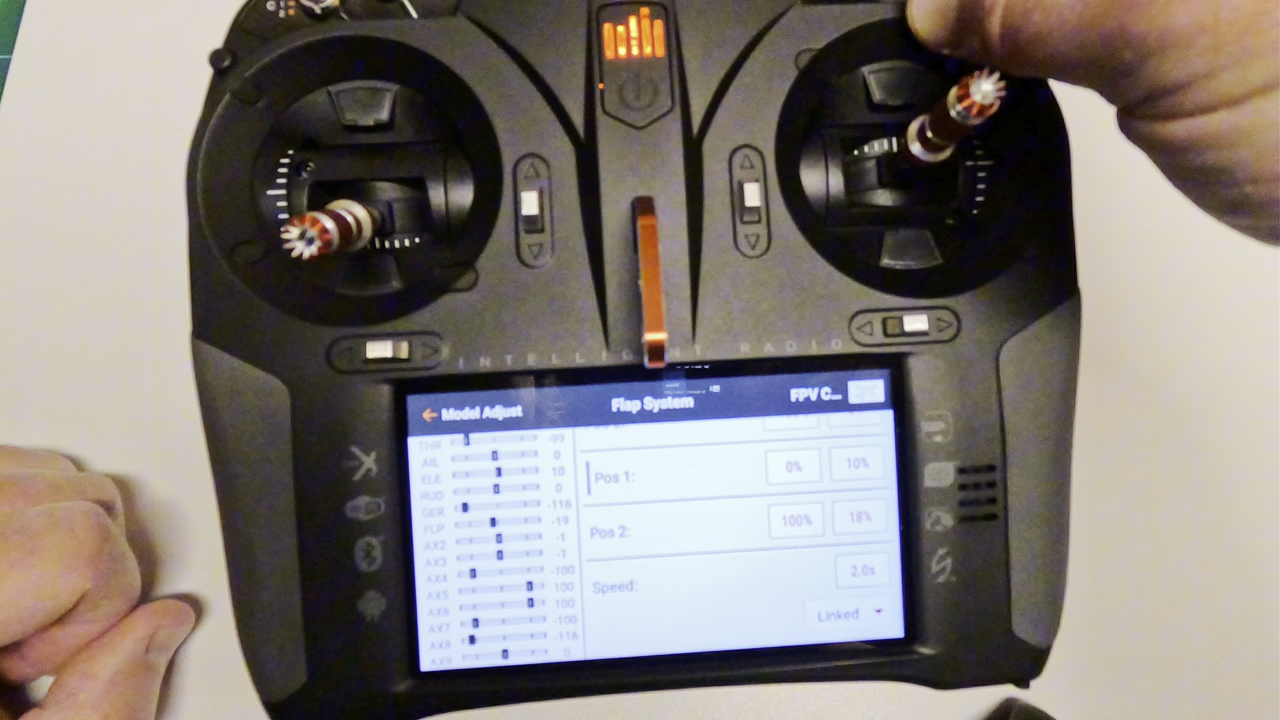 INTELLIGENT RADIO
Model Adjust
Flap System
FPV C...
THR -99
AIL 0
ELE 10
RUD 0
GER -116
FLP -19
AX2 -1
AX3 -1
AX4 -100
AX5 100
AX6 100
AX7 -100
AX8 -116
AX9 0
Pos 1: 0% 10%
Pos 2: 100% 18%
Speed: 2.0s
Linked